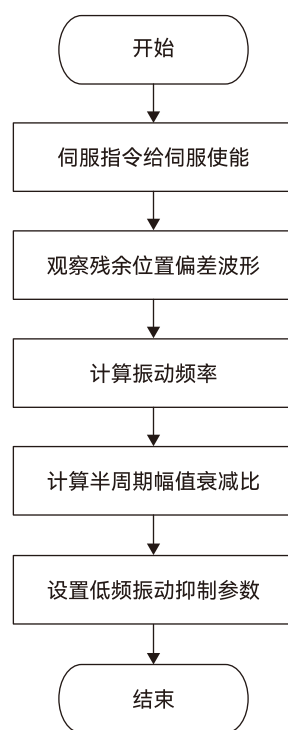 开始
伺服指令给伺服使能
观察残余位置偏差波形
计算振动频率
计算半周期幅值衰减比
设置低频振动抑制参数
结束